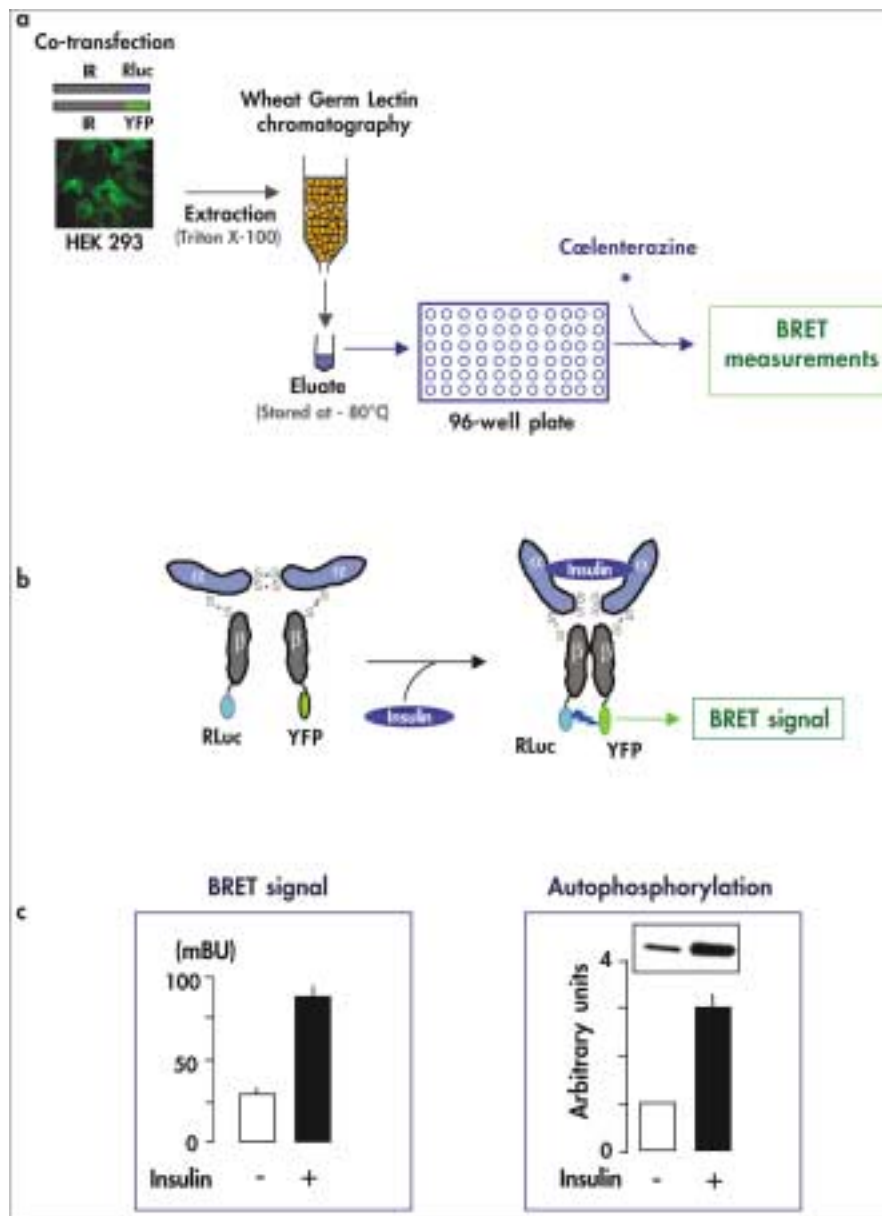 a
Co-transfection
IR Rluc
IR YFP
HEK 293
Extraction
(Triton X-100)
Wheat Germ Lectin
chromatography
Eluate
(Stored at - 80°C)
96-well plate
Cœlenterazine
BRET
measurements
b
α α
β β
RLuc YFP
Insulin
α Insulin α
β β
RLuc YFP
BRET signal
c
BRET signal
(mBU)
100
50
0
Insulin - +
Autophosphorylation
Arbitrary units
4
0
Insulin - +